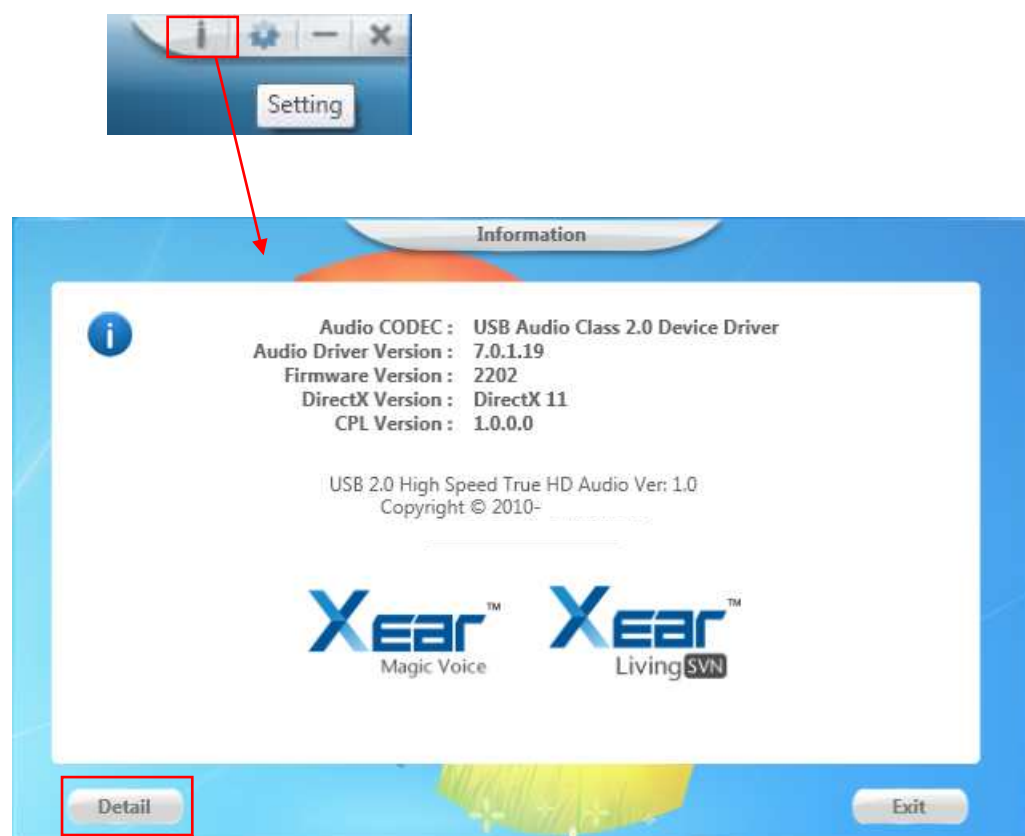 i
Setting
Information
i
Audio CODEC : USB Audio Class 2.0 Device Driver
Audio Driver Version : 7.0.1.19
Firmware Version : 2202
DirectX Version : DirectX 11
CPL Version : 1.0.0.0
USB 2.0 High Speed True HD Audio Ver: 1.0
Copyright © 2010-
Xear™ Xear™
Magic Voice Living SVN
Detail Exit